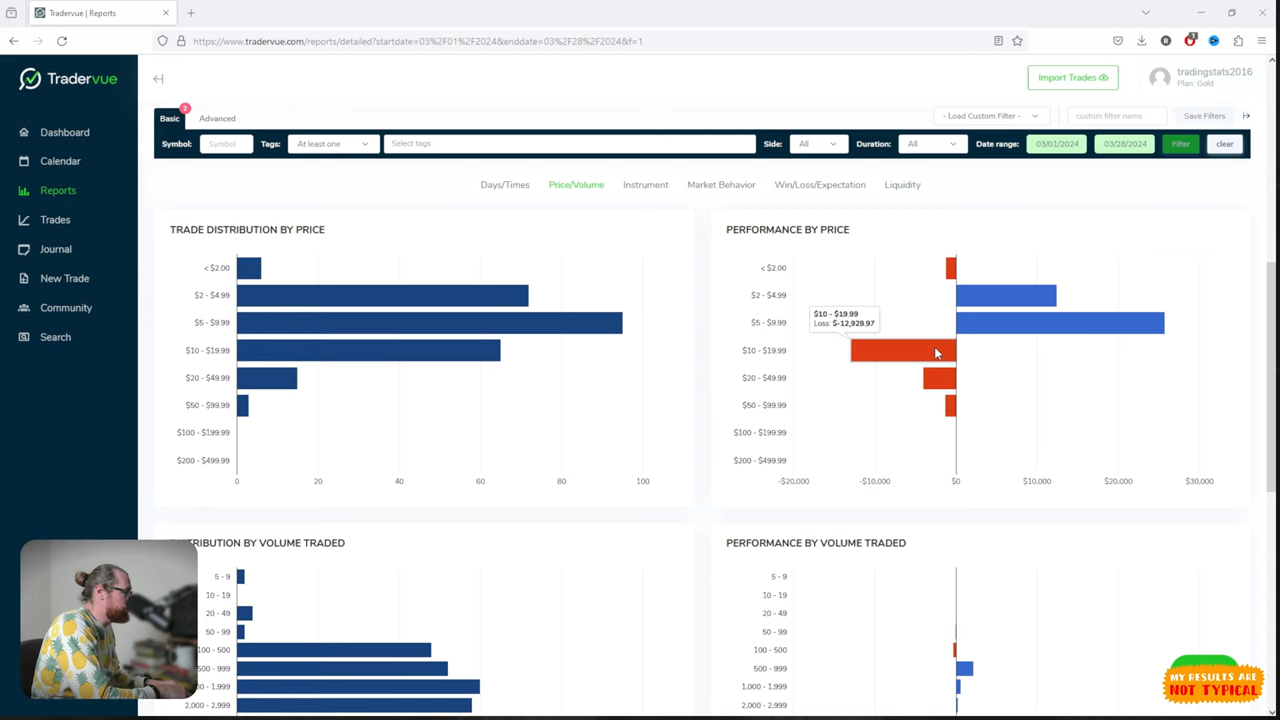 Tradervue | Reports
https://www.tradervue.com/reports/detailed?startdate=03%2F01%2F2024&enddate=03%2F28%2F2024&f=1
1
Tradervue
Import Trades
tradingstats2016
Plan: Gold
Dashboard
Calendar
Reports
Trades
Journal
New Trade
Community
Search
Basic
2
Advanced
- Load Custom Filter -
custom filter name
Save Filters
Symbol:
Symbol
Tags:
At least one
Select tags
Side:
All
Duration:
All
Date range:
03/01/2024
03/28/2024
Filter
clear
Days/Times
Price/Volume
Instrument
Market Behavior
Win/Loss/Expectation
Liquidity
TRADE DISTRIBUTION BY PRICE
< $2.00
$2 - $4.99
$5 - $9.99
$10 - $19.99
$20 - $49.99
$50 - $99.99
$100 - $199.99
$200 - $499.99
0
20
40
60
80
100
PERFORMANCE BY PRICE
< $2.00
$2 - $4.99
$5 - $9.99
$10 - $19.99
Loss: $-12,928.97
$10 - $19.99
$20 - $49.99
$50 - $99.99
$100 - $199.99
$200 - $499.99
-$20,000
-$10,000
$0
$10,000
$20,000
$30,000
TRIBUTION BY VOLUME TRADED
5 - 9
10 - 19
20 - 49
50 - 99
100 - 500
500 - 999
1,999
2,000 - 2,999
PERFORMANCE BY VOLUME TRADED
5 - 9
10 - 19
20 - 49
50 - 99
100 - 500
500 - 999
1,000 - 1,999
2,000 - 2,999
MY RESULTS ARE
NOT TYPICAL